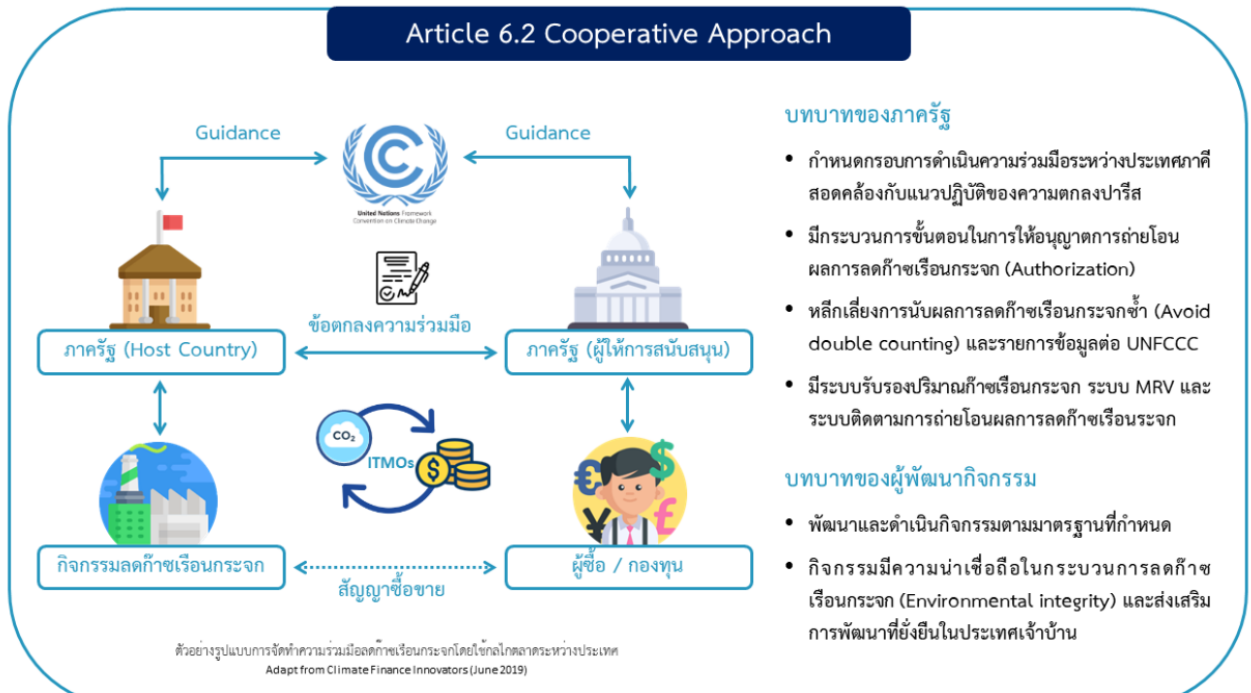 Article 6.2 Cooperative Approach
Guidance
Guidance
United Nations Framework
Convention on Climate Change
ข้อตกลงความร่วมมือ
ภาครัฐ (Host Country)
ภาครัฐ (ผู้ให้การสนับสนุน)
CO₂
ITMOs
$
€
$
¥
£
กิจกรรมลดก๊าซเรือนกระจก
ผู้ซื้อ / กองทุน
สัญญาซื้อขาย
ตัวอย่างรูปแบบการจัดทำความร่วมมือลดก๊าซเรือนกระจกโดยใช้กลไกตลาดระหว่างประเทศ
Adapt from Climate Finance Innovators (June 2019)
บทบาทของภาครัฐ
• กำหนดกรอบการดำเนินความร่วมมือระหว่างประเทศภาคี
สอดคล้องกับแนวปฏิบัติของความตกลงปารีส
• มีกระบวนการขั้นตอนในการให้อนุญาตการถ่ายโอน
ผลการลดก๊าซเรือนกระจก (Authorization)
• หลีกเลี่ยงการนับผลการลดก๊าซเรือนกระจกซ้ำ (Avoid
double counting) และรายการข้อมูลต่อ UNFCCC
• มีระบบรับรองปริมาณก๊าซเรือนกระจก ระบบ MRV และ
ระบบติดตามการถ่ายโอนผลการลดก๊าซเรือนระจก
บทบาทของผู้พัฒนากิจกรรม
• พัฒนาและดำเนินกิจกรรมตามมาตรฐานที่กำหนด
• กิจกรรมมีความน่าเชื่อถือในกระบวนการลดก๊าซ
เรือนกระจก (Environmental integrity) และส่งเสริม
การพัฒนาที่ยั่งยืนในประเทศเจ้าบ้าน